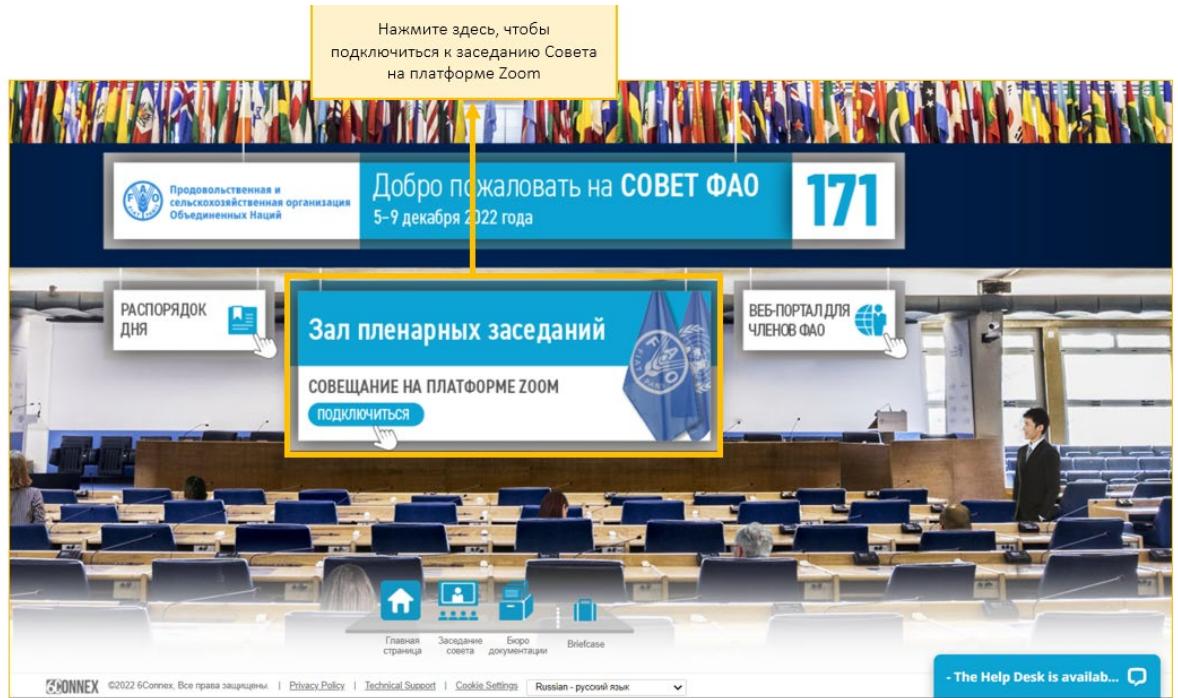 Нажмите здесь, чтобы
подключиться к заседанию Совета
на платформе Zoom
Продовольственная и
сельскохозяйственная организация
Объединенных Наций
Добро пожаловать на СОВЕТ ФАО
5–9 декабря 2022 года
171
РАСПОРЯДОК
ДНЯ
Зал пленарных заседаний
СОВЕЩАНИЕ НА ПЛАТФОРМЕ ZOOM
ПОДКЛЮЧИТЬСЯ
ВЕБ-ПОРТАЛ ДЛЯ
ЧЛЕНОВ ФАО
Главная
страница
Заседание
совета
Бюро
документации
Briefcase
6CONNEX ©2022 6Connex, Все права защищены. | Privacy Policy | Technical Support | Cookie Settings Russian - русский язык
- The Help Desk is availab...